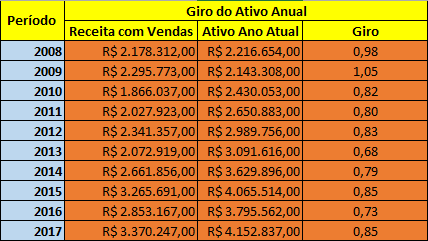 Período Giro do Ativo Anual
Receita com Vendas Ativo Ano Atual Giro
2008 R$ 2.178.312,00 R$ 2.216.654,00 0,98
2009 R$ 2.295.773,00 R$ 2.143.308,00 1,05
2010 R$ 1.866.037,00 R$ 2.430.053,00 0,82
2011 R$ 2.027.923,00 R$ 2.650.883,00 0,80
2012 R$ 2.341.357,00 R$ 2.989.756,00 0,83
2013 R$ 2.072.919,00 R$ 3.091.616,00 0,68
2014 R$ 2.661.856,00 R$ 3.629.896,00 0,79
2015 R$ 3.265.691,00 R$ 4.065.514,00 0,85
2016 R$ 2.853.167,00 R$ 3.795.562,00 0,73
2017 R$ 3.370.247,00 R$ 4.152.837,00 0,85